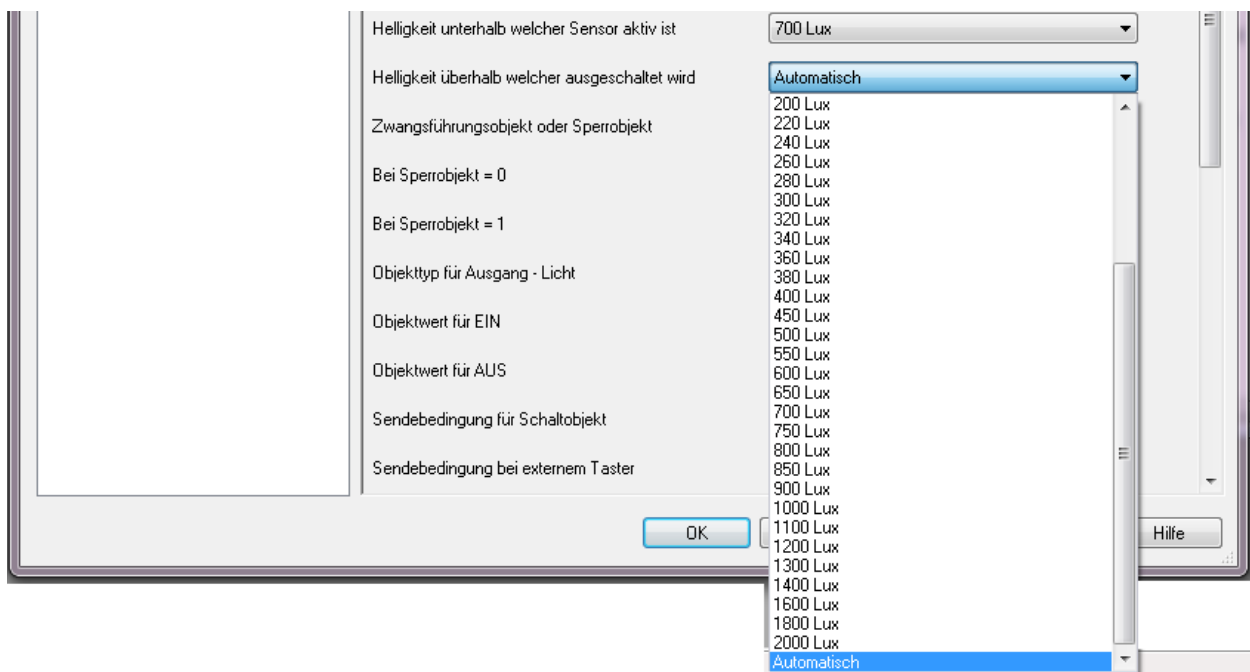 Helligkeit unterhalb welcher Sensor aktiv ist
700 Lux
Helligkeit überhalb welcher ausgeschaltet wird
Automatisch
Zwangsführungsobjekt oder Sperrobjekt
Bei Sperrobjekt = 0
Bei Sperrobjekt = 1
Objekttyp für Ausgang - Licht
Objektwert für EIN
Objektwert für AUS
Sendebedingung für Schaltobjekt
Sendebedingung bei externem Taster
200 Lux
220 Lux
240 Lux
260 Lux
280 Lux
300 Lux
320 Lux
340 Lux
360 Lux
380 Lux
400 Lux
450 Lux
500 Lux
550 Lux
600 Lux
650 Lux
700 Lux
750 Lux
800 Lux
850 Lux
900 Lux
1000 Lux
1100 Lux
1200 Lux
1300 Lux
1400 Lux
1600 Lux
1800 Lux
2000 Lux
Automatisch
OK
Hilfe